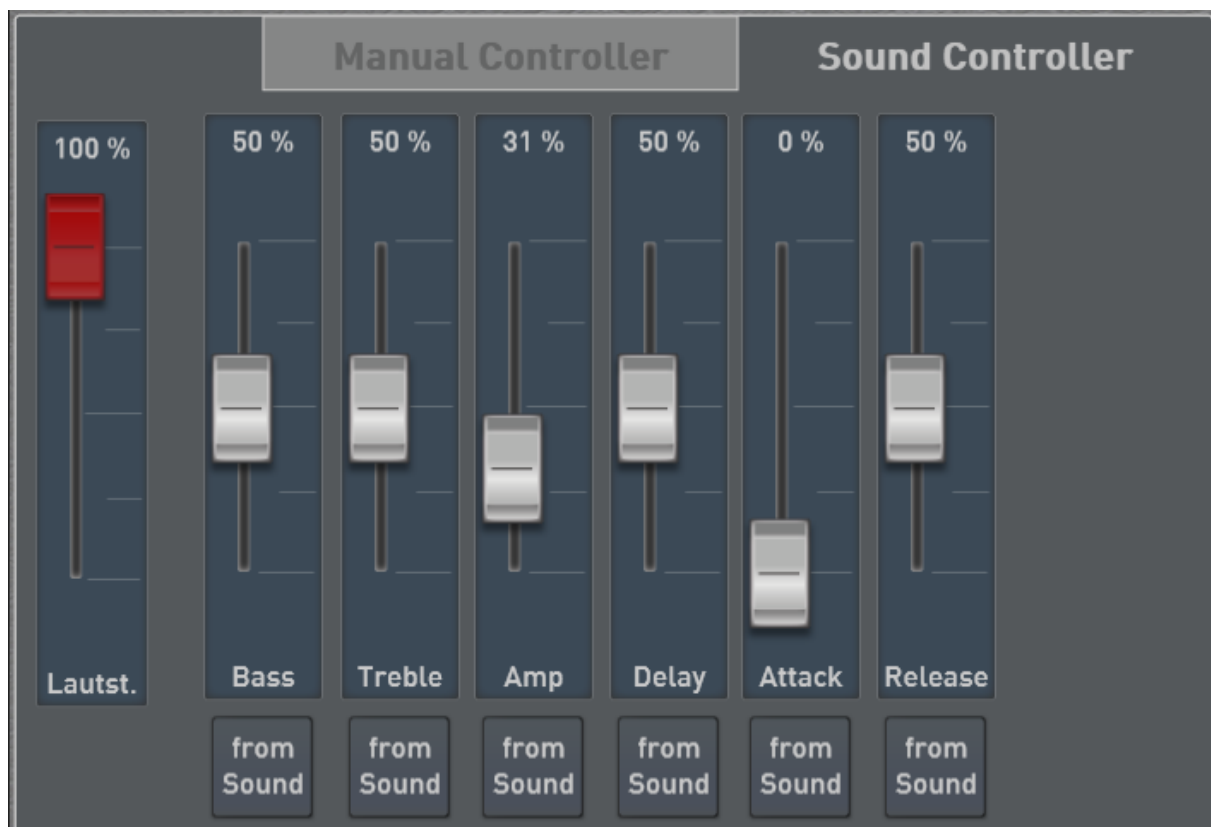 Manual Controller Sound Controller
100 % 50 % 50 % 31 % 50 % 0 % 50 %
Lautst. Bass Treble Amp Delay Attack Release
from from from from from from
Sound Sound Sound Sound Sound Sound